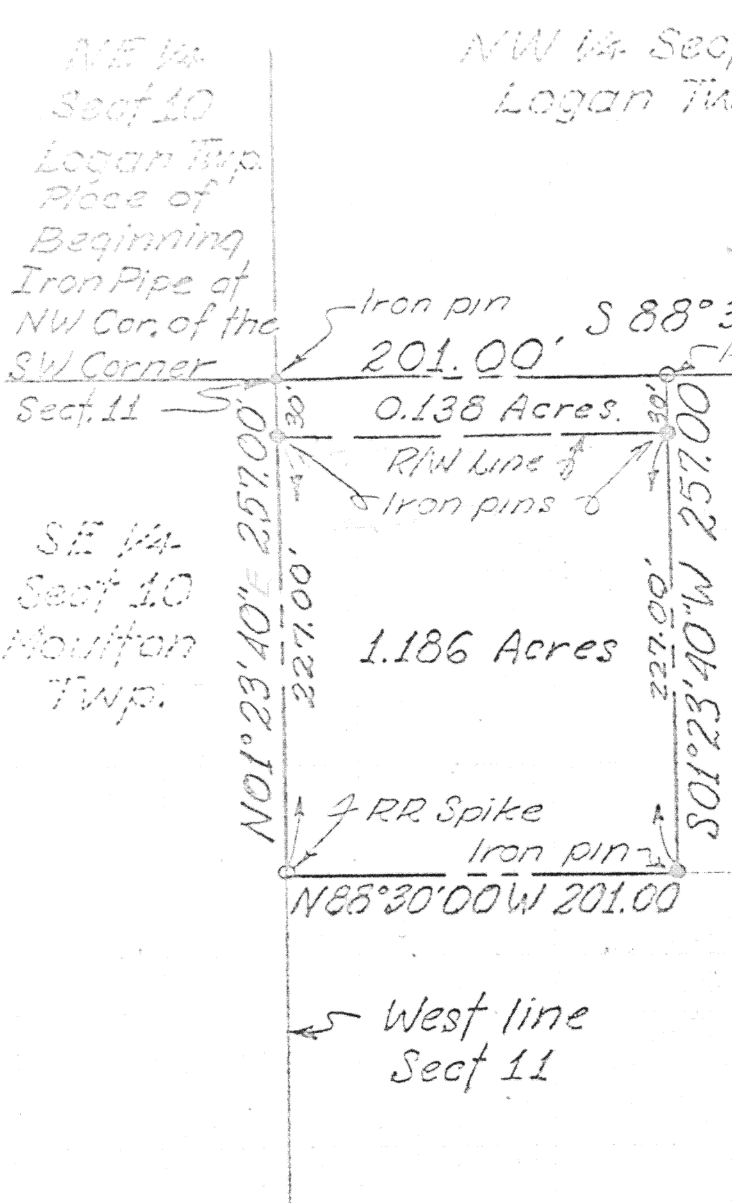 NE 1/4
Sect 10
Logan Twp.
Place of
Beginning
Iron Pipe at
NW Cor. of the
SW Corner
Sect. 11
NW 1/4 Sec
Logan Tw
Iron pin
S 88°3
201.00'
30'
0.138 Acres.
30'
R/W Line
Iron pins
N01°23'40"E 257.00'
227.00'
1.186 Acres
227.00'
S01°23'40"W 257.00
SE 1/4
Sect 10
Moulton
Twp.
RR Spike
Iron pin
N88°30'00W 201.00
West line
Sect 11